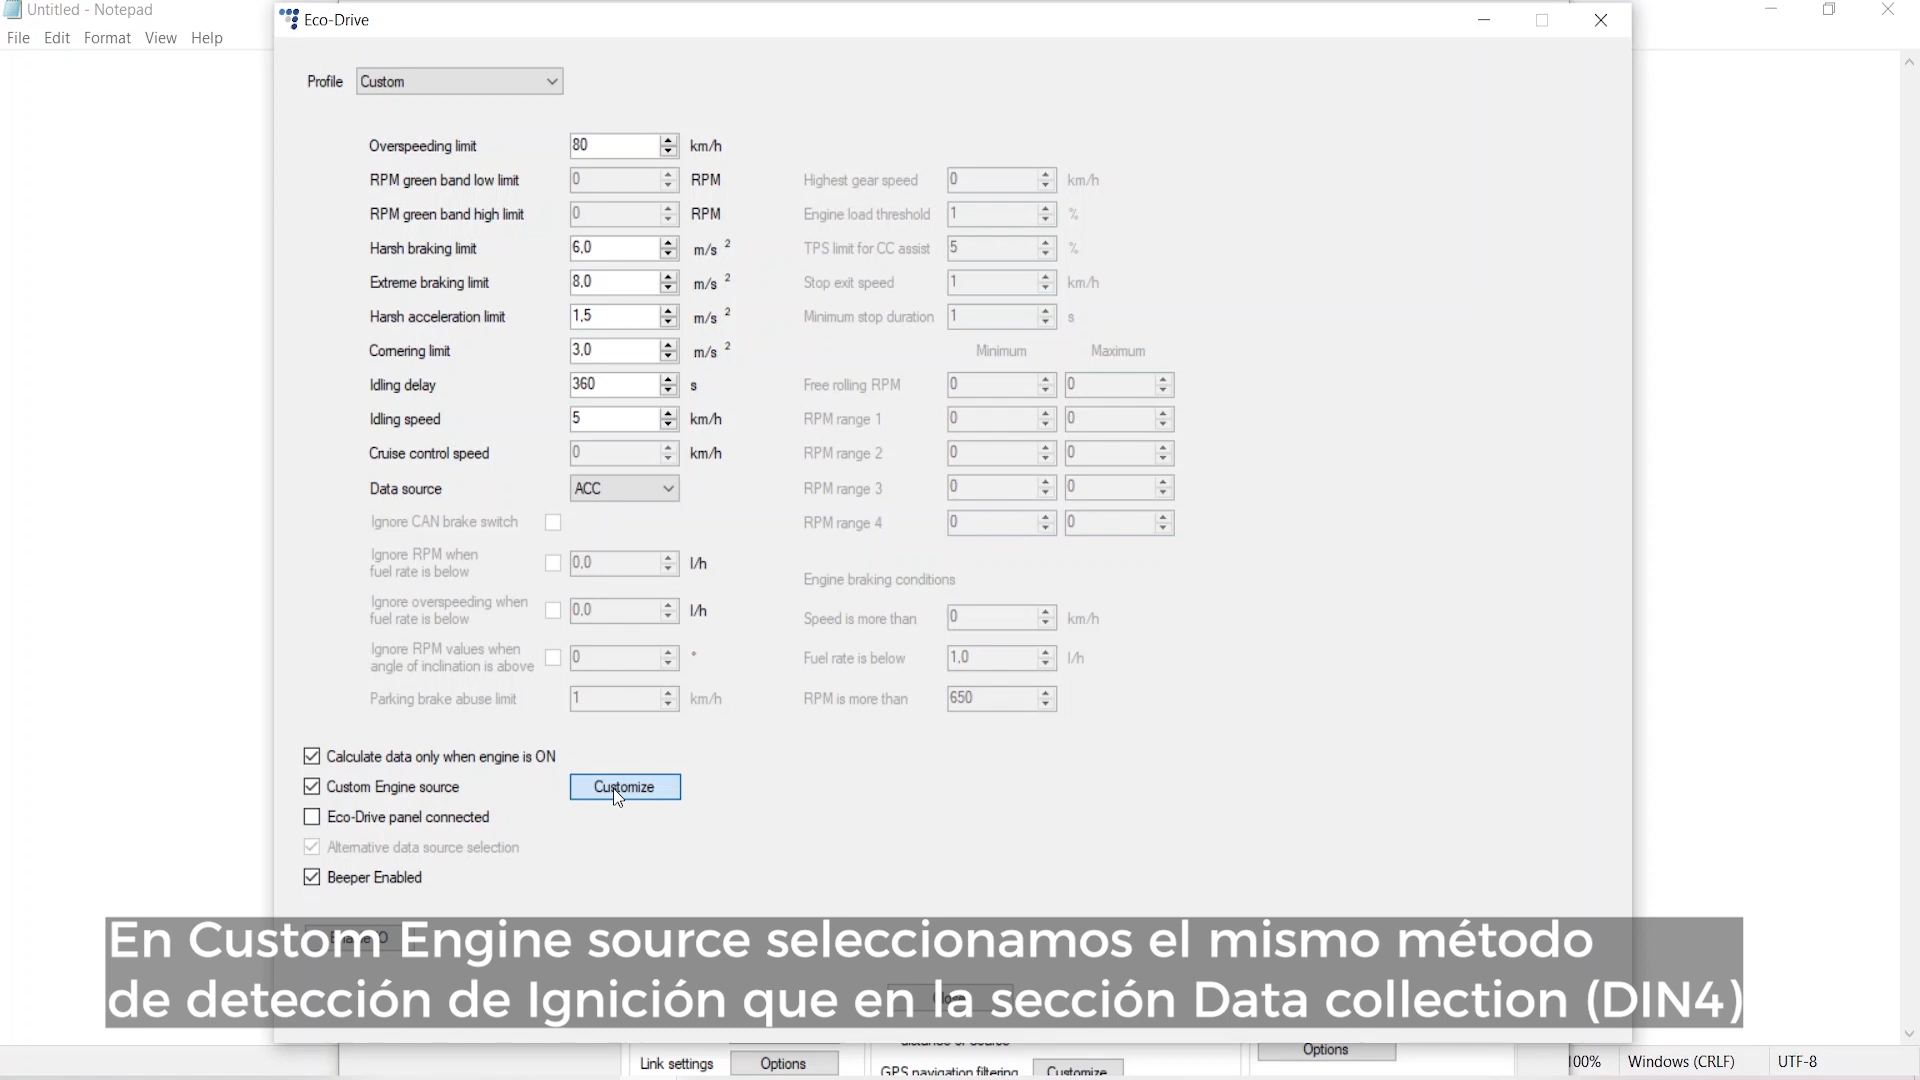 Untitled - Notepad
File Edit Format View Help
Eco-Drive
Profile Custom
Overspeeding limit 80 km/h
RPM green band low limit 0 RPM
RPM green band high limit 0 RPM
Harsh braking limit 6,0 m/s 2
Extreme braking limit 8,0 m/s 2
Harsh acceleration limit 1,5 m/s 2
Cornering limit 3,0 m/s 2
Idling delay 360 s
Idling speed 5 km/h
Cruise control speed 0 km/h
Data source ACC
Ignore CAN brake switch
Ignore RPM when
fuel rate is below 0,0 l/h
Ignore overspeeding when
fuel rate is below 0,0 l/h
Ignore RPM values when
angle of inclination is above 0 °
Parking brake abuse limit 1 km/h
Highest gear speed 0 km/h
Engine load threshold 1 %
TPS limit for CC assist 5 %
Stop exit speed 1 km/h
Minimum stop duration 1 s
Minimum Maximum
Free rolling RPM 0 0
RPM range 1 0 0
RPM range 2 0 0
RPM range 3 0 0
RPM range 4 0 0
Engine braking conditions
Speed is more than 0 km/h
Fuel rate is below 1,0 l/h
RPM is more than 650
Calculate data only when engine is ON
Custom Engine source Customize
Eco-Drive panel connected
Alternative data source selection
Beeper Enabled
En Custom Engine source seleccionamos el mismo método
de detección de Ignición que en la sección Data collection (DIN4)
Link settings Options
GPS navigation filtering Customize
Options
100% Windows (CRLF) UTF-8